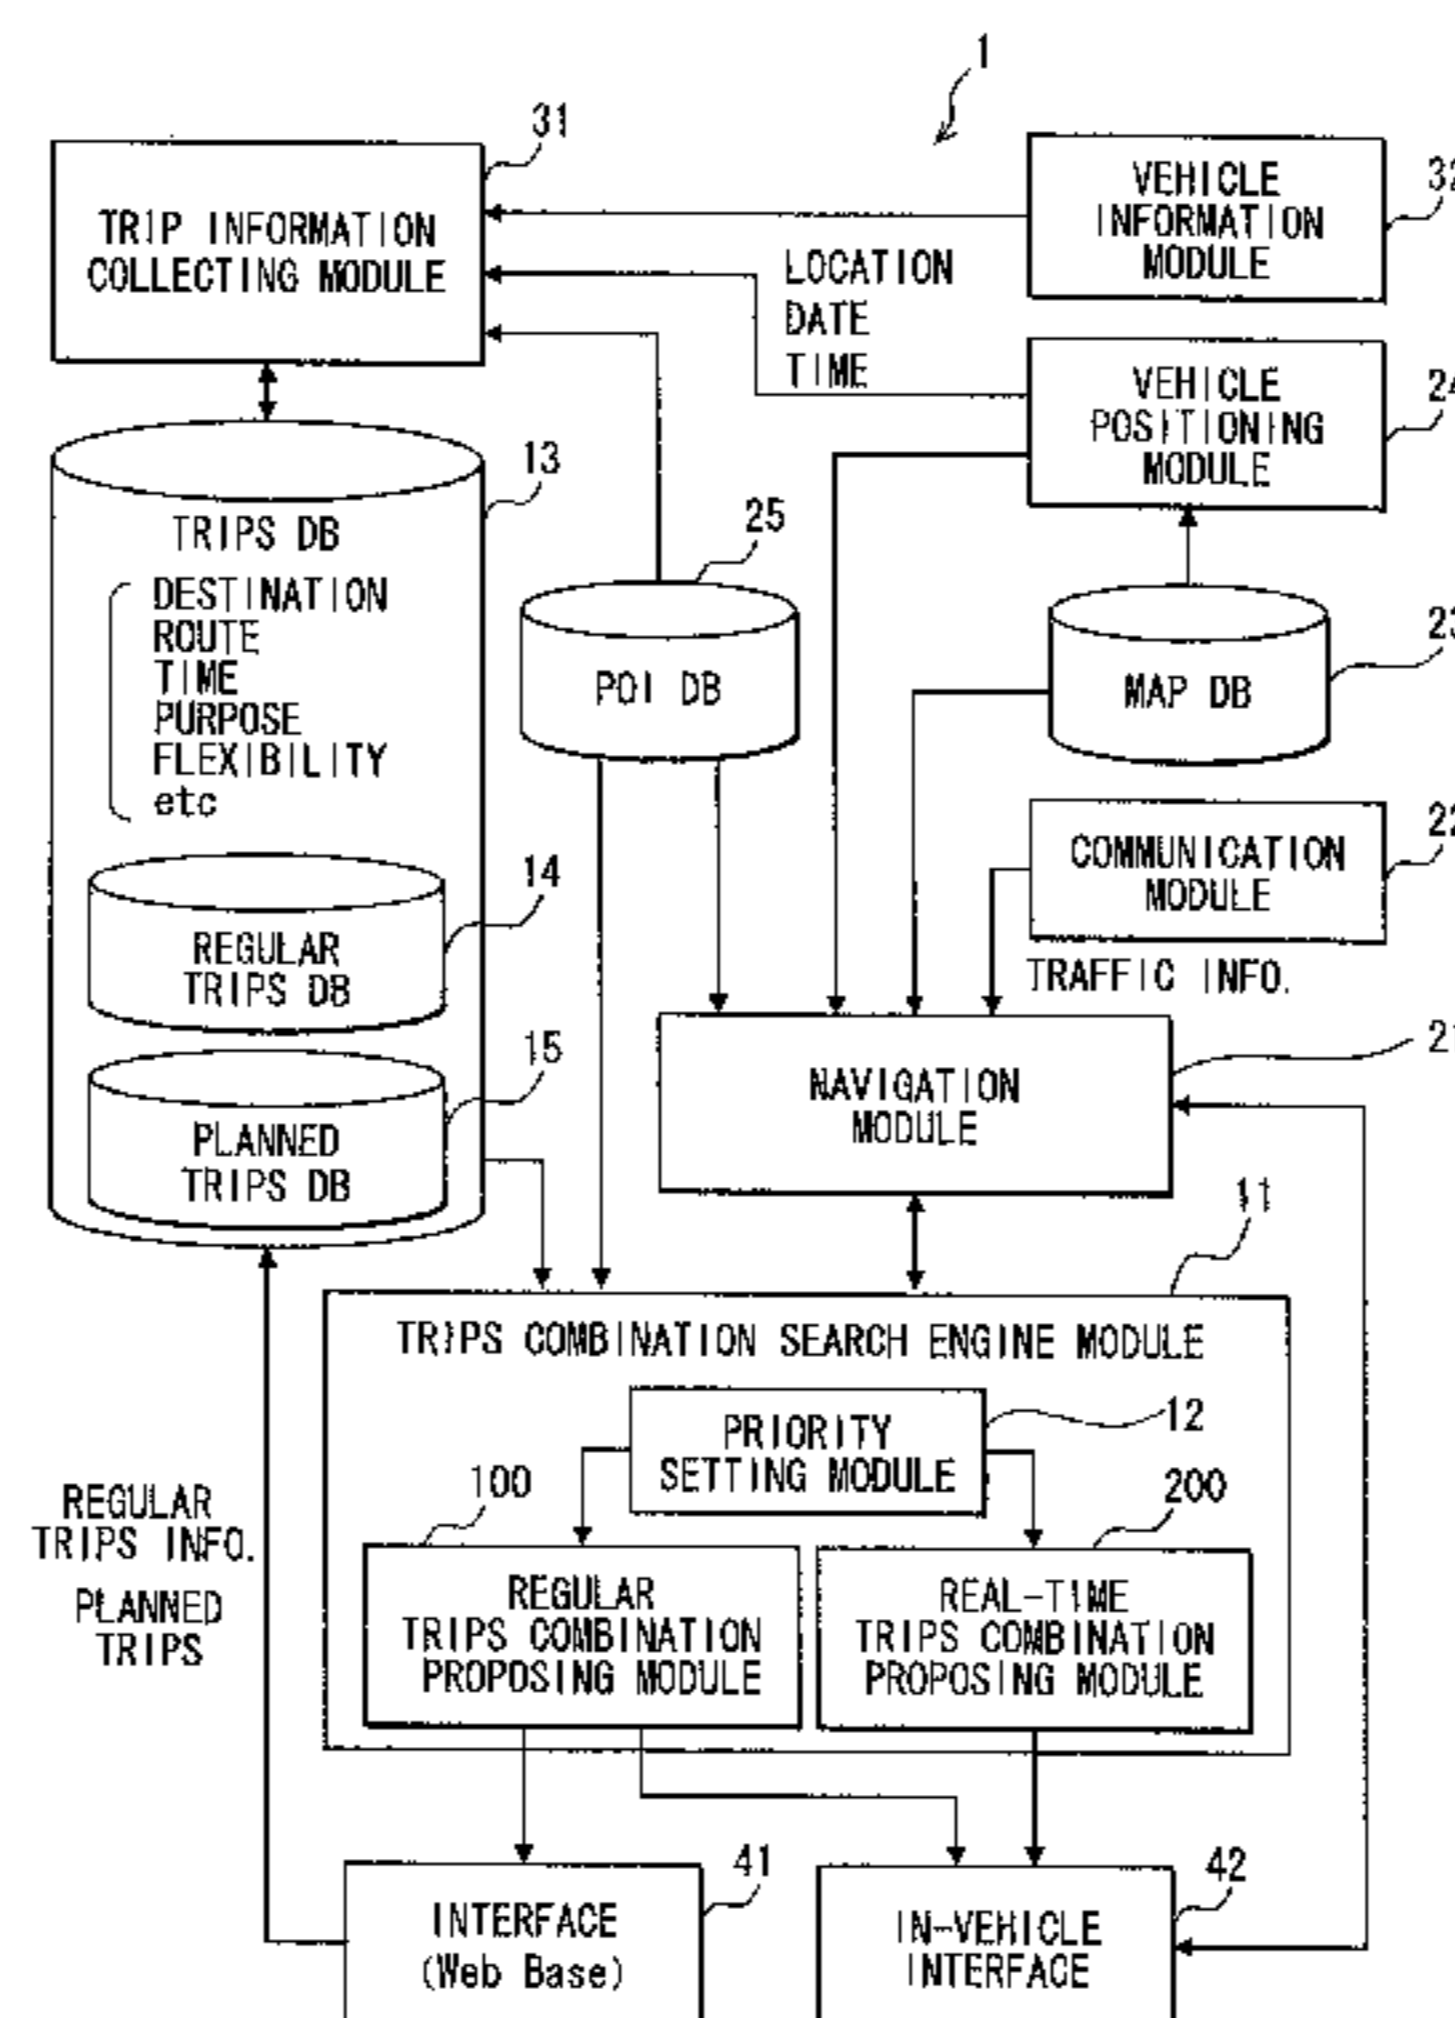 1
31
TRIP INFORMATION
COLLECTING MODULE
VEHICLE
INFORMATION
MODULE
32
LOCATION
DATE
TIME
VEHICLE
POSITIONING
MODULE
24
13
TRIPS DB
DESTINATION
ROUTE
TIME
PURPOSE
FLEXIBILITY
etc
25
POI DB
23
MAP DB
COMMUNICATION
MODULE
22
TRAFFIC INFO.
14
REGULAR
TRIPS DB
15
PLANNED
TRIPS DB
21
NAVIGATION
MODULE
11
TRIPS COMBINATION SEARCH ENGINE MODULE
PRIORITY
SETTING MODULE
12
100
REGULAR
TRIPS COMBINATION
PROPOSING MODULE
200
REAL-TIME
TRIPS COMBINATION
PROPOSING MODULE
REGULAR
TRIPS INFO.
PLANNED
TRIPS
41
INTERFACE
(Web Base)
42
IN-VEHICLE
INTERFACE